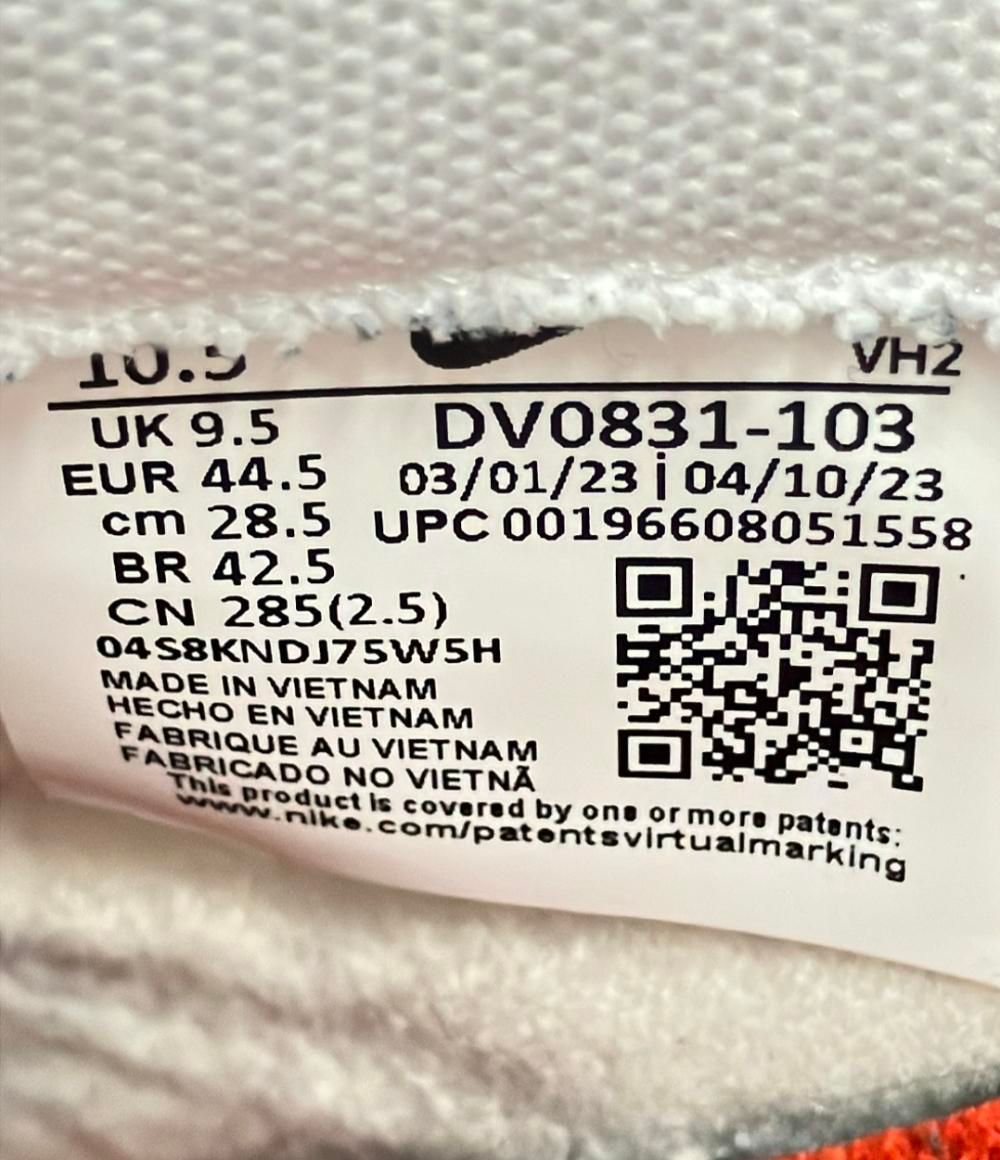 10.5 VH2
UK 9.5 DV0831-103
EUR 44.5 03/01/23 | 04/10/23
cm 28.5 UPC 00196608051558
BR 42.5
CN 285(2.5)
04S8KNDJ75W5H
MADE IN VIETNAM
HECHO EN VIETNAM
FABRIQUE AU VIETNAM
FABRICADO NO VIETNÃ
This product is covered by one or more patents:
www.nike.com/patentsvirtualmarking